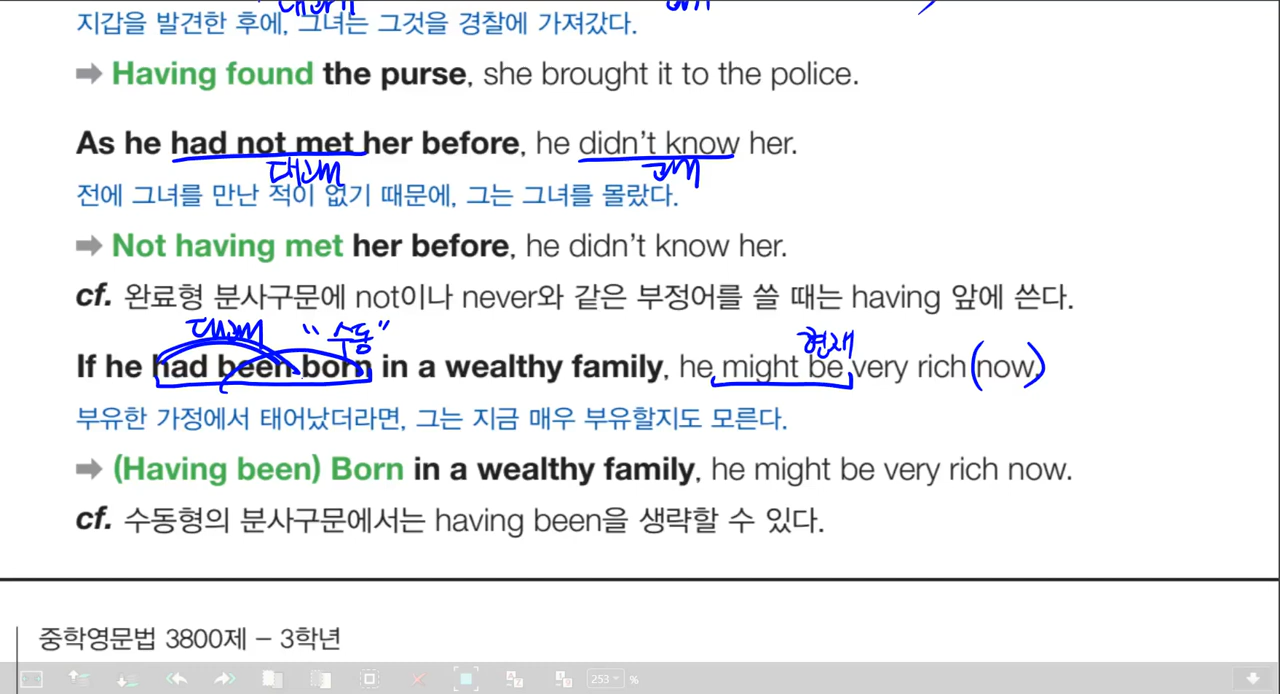 지갑을 발견한 후에, 그녀는 그것을 경찰에 가져갔다.
➡ Having found the purse, she brought it to the police.
As he had not met her before, he didn't know her.
대과거 과거
전에 그녀를 만난 적이 없기 때문에, 그는 그녀를 몰랐다.
➡ Not having met her before, he didn't know her.
cf. 완료형 분사구문에 not이나 never와 같은 부정어를 쓸 때는 having 앞에 쓴다.
대과거 "수동" 현재
If he had been born in a wealthy family, he might be very rich (now.)
부유한 가정에서 태어났더라면, 그는 지금 매우 부유할지도 모른다.
➡ (Having been) Born in a wealthy family, he might be very rich now.
cf. 수동형의 분사구문에서는 having been을 생략할 수 있다.
중학영문법 3800제 – 3학년
253 %